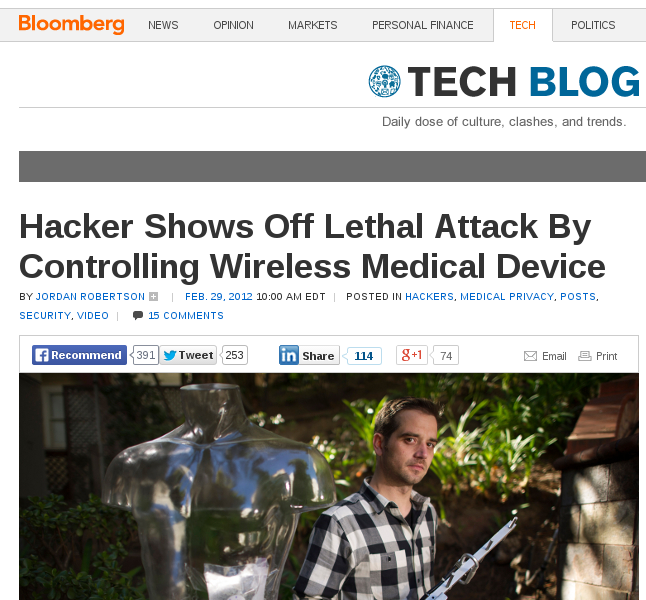 Bloomberg NEWS OPINION MARKETS PERSONAL FINANCE TECH POLITICS
TECH BLOG
Daily dose of culture, clashes, and trends.
Hacker Shows Off Lethal Attack By
Controlling Wireless Medical Device
BY JORDAN ROBERTSON | FEB. 29, 2012 10:00 AM EDT | POSTED IN HACKERS, MEDICAL PRIVACY, POSTS,
SECURITY, VIDEO | 15 COMMENTS
Recommend 391 Tweet 253 in Share 114 g+1 74 Email Print